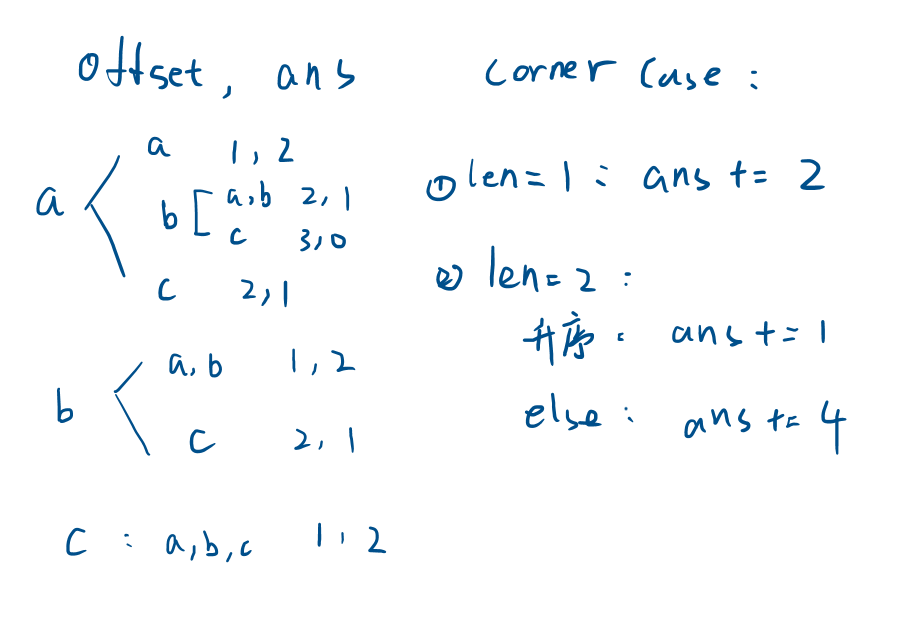 offset, ans
a
a 1, 2
b [ a,b 2, 1
c 3, 0
c 2, 1
b
a, b 1, 2
c 2, 1
c : a, b, c 1, 2
corner case :
① len = 1 : ans += 2
② len = 2 :
升序 : ans += 1
else : ans += 4